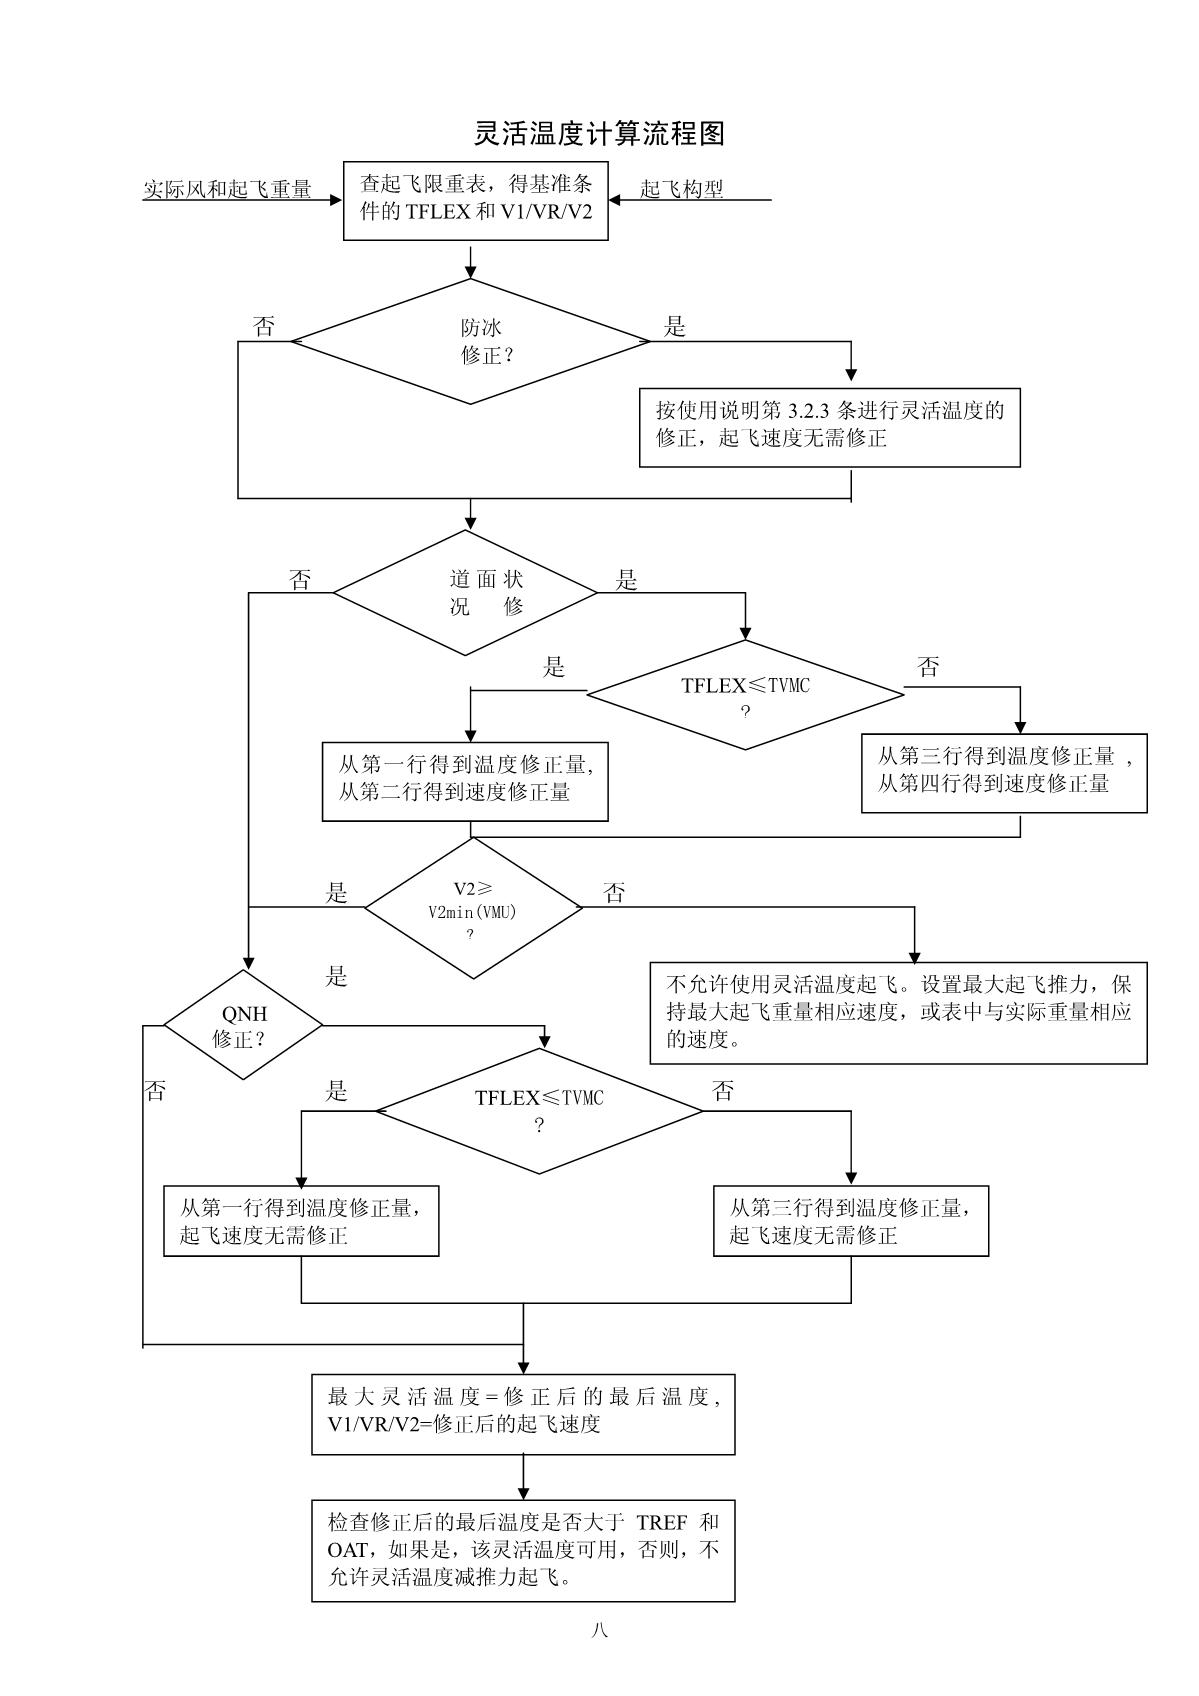 灵活温度计算流程图
实际风和起飞重量
查起飞限重表，得基准条
件的 TFLEX 和 V1/VR/V2
起飞构型
否
防冰
修正？
是
按使用说明第 3.2.3 条进行灵活温度的
修正，起飞速度无需修正
否
道面状
况 修
是
是
TFLEX≤TVMC
？
否
从第一行得到温度修正量,
从第二行得到速度修正量
从第三行得到温度修正量 ,
从第四行得到速度修正量
是
V2≥
V2min(VMU)
？
否
是
不允许使用灵活温度起飞。设置最大起飞推力，保
持最大起飞重量相应速度，或表中与实际重量相应
的速度。
QNH
修正？
否
是
TFLEX≤TVMC
？
否
从第一行得到温度修正量，
起飞速度无需修正
从第三行得到温度修正量，
起飞速度无需修正
最大灵活温度=修正后的最后温度,
V1/VR/V2=修正后的起飞速度
检查修正后的最后温度是否大于 TREF 和
OAT，如果是，该灵活温度可用，否则，不
允许灵活温度减推力起飞。
八